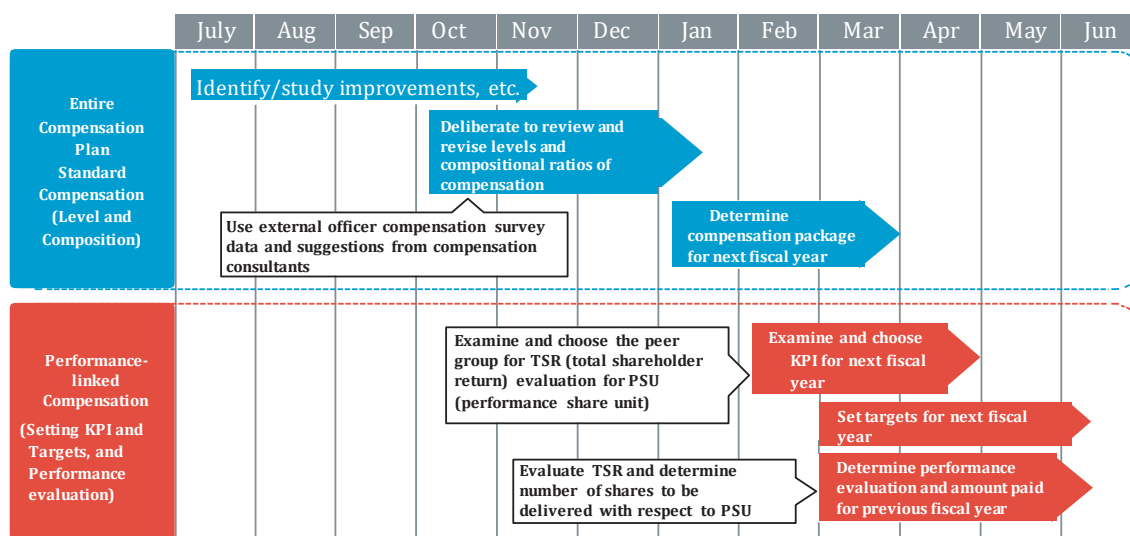 July Aug Sep Oct Nov Dec Jan Feb Mar Apr May Jun
Entire
Compensation
Plan
Standard
Compensation
(Level and
Composition)
Identify/study improvements, etc.
Deliberate to review and
revise levels and
compositional ratios of
compensation
Use external officer compensation survey
data and suggestions from compensation
consultants
Determine
compensation package
for next fiscal year
Performance-
linked
Compensation
(Setting KPI and
Targets, and
Performance
evaluation)
Examine and choose the peer
group for TSR (total shareholder
return) evaluation for PSU
(performance share unit)
Examine and choose
KPI for next fiscal
year
Set targets for next fiscal
year
Evaluate TSR and determine
number of shares to be
delivered with respect to PSU
Determine performance
evaluation and amount paid
for previous fiscal year